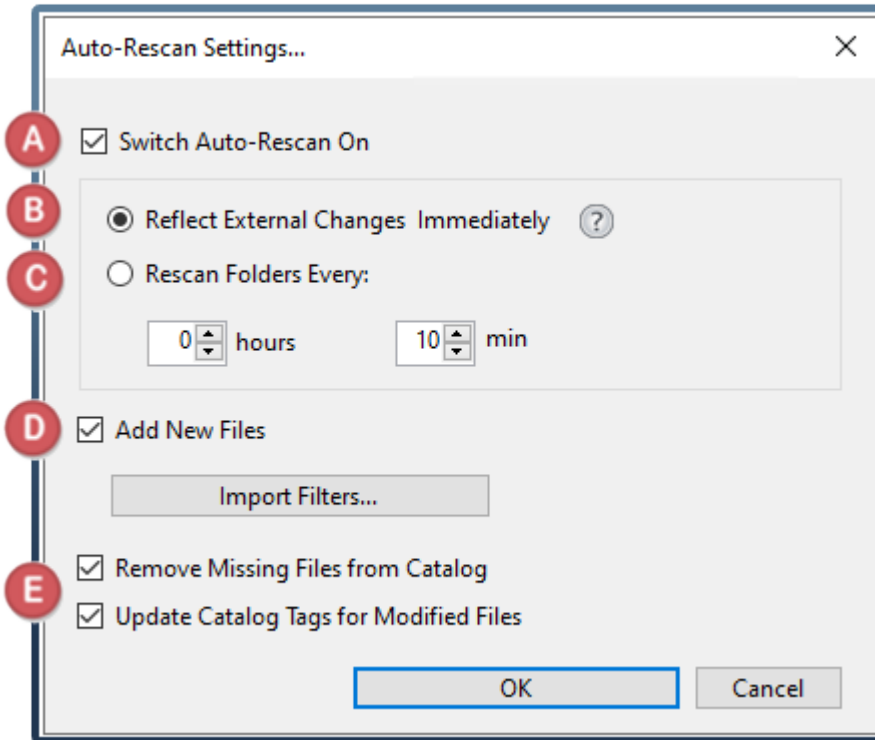 Auto-Rescan Settings...
A Switch Auto-Rescan On
B Reflect External Changes Immediately ?
C Rescan Folders Every:
0 hours 10 min
D Add New Files
Import Filters...
Remove Missing Files from Catalog
E
Update Catalog Tags for Modified Files
OK Cancel